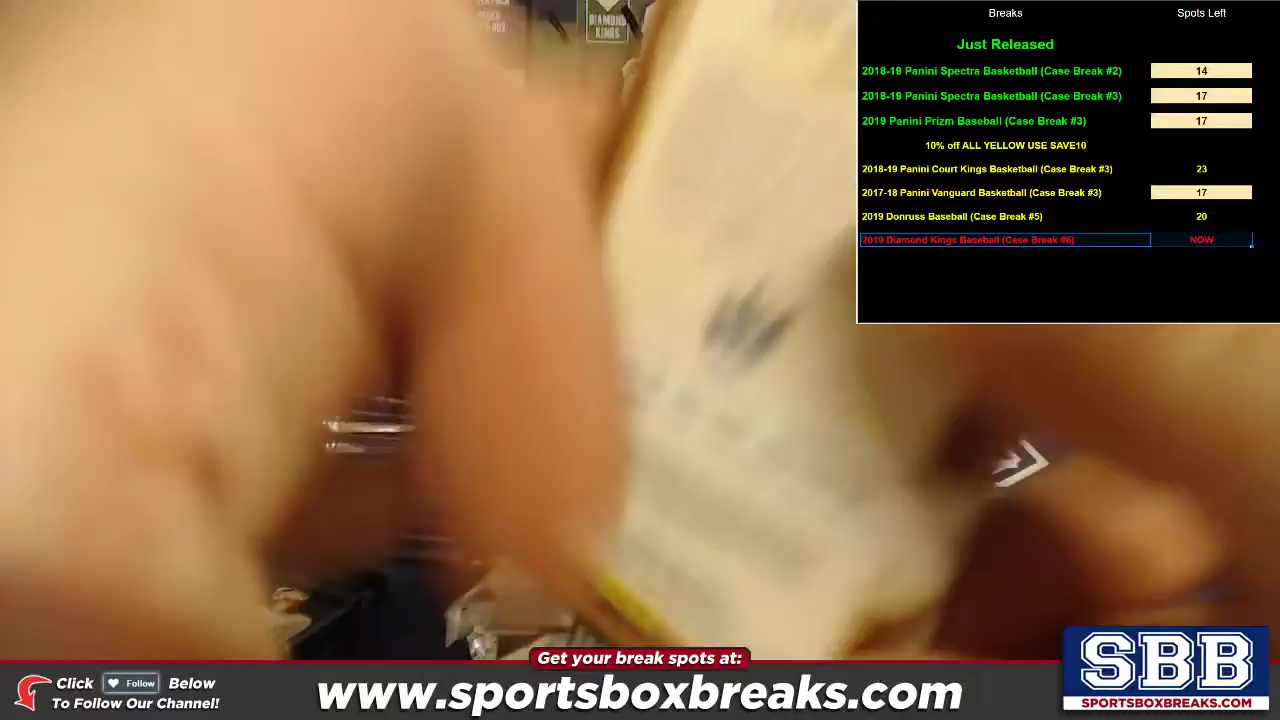 DIAMOND
KINGS
Breaks Spots Left
Just Released
2018-19 Panini Spectra Basketball (Case Break #2) 14
2018-19 Panini Spectra Basketball (Case Break #3) 17
2019 Panini Prizm Baseball (Case Break #3) 17
10% off ALL YELLOW USE SAVE10
2018-19 Panini Court Kings Basketball (Case Break #3) 23
2017-18 Panini Vanguard Basketball (Case Break #3) 17
2019 Donruss Baseball (Case Break #5) 20
2019 Diamond Kings Baseball (Case Break #6) NOW
Get your break spots at:
Click Follow Below
To Follow Our Channel!
www.sportsboxbreaks.com
SBB
SPORTSBOXBREAKS.COM